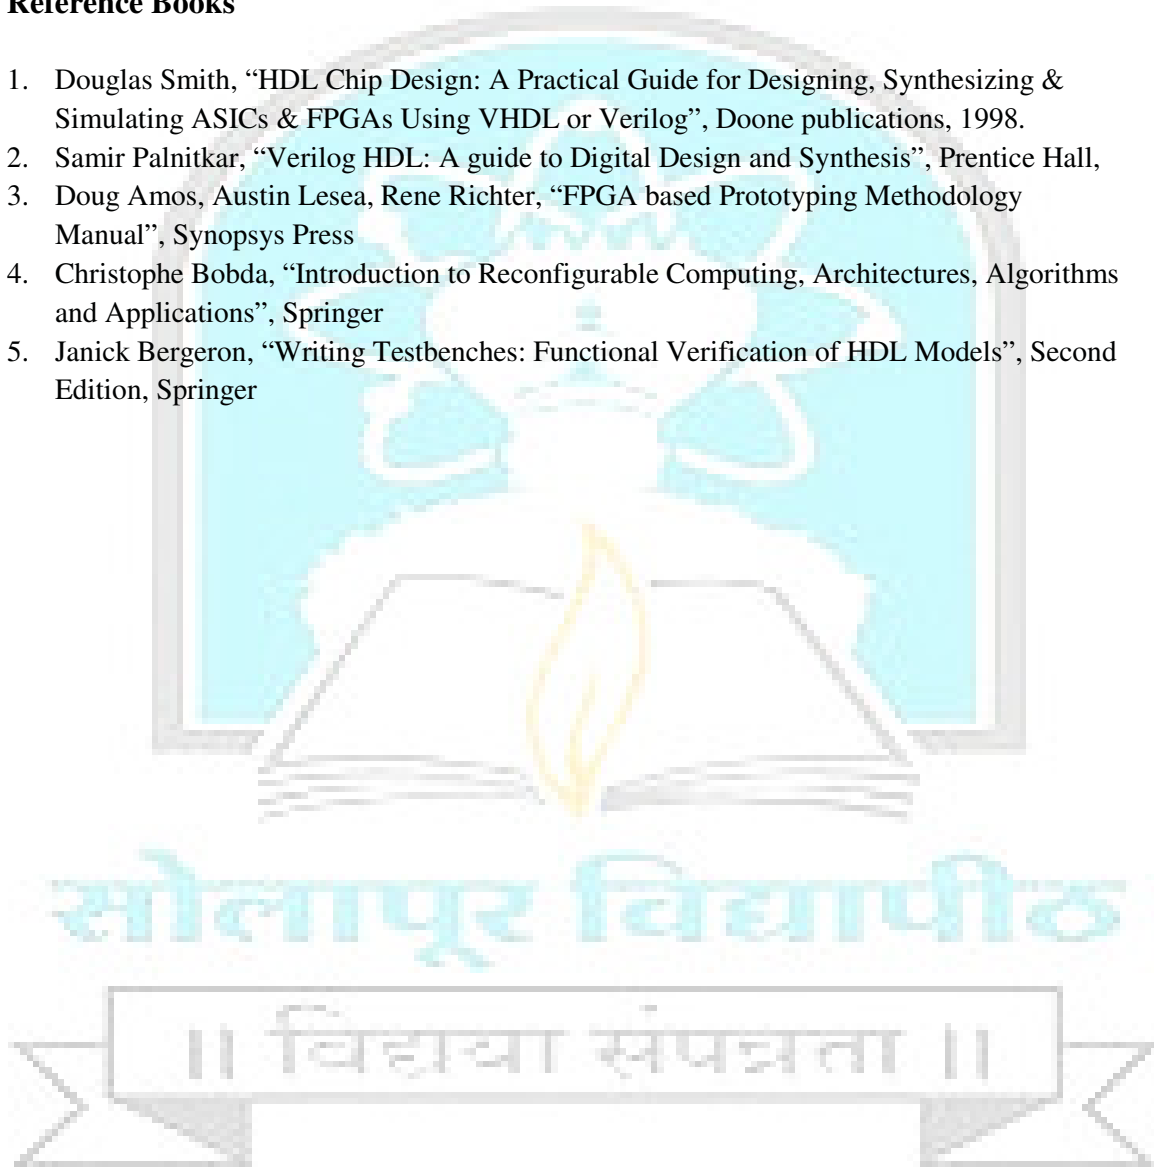 Reference Books
1. Douglas Smith, “HDL Chip Design: A Practical Guide for Designing, Synthesizing &
Simulating ASICs & FPGAs Using VHDL or Verilog”, Doone publications, 1998.
2. Samir Palnitkar, “Verilog HDL: A guide to Digital Design and Synthesis”, Prentice Hall,
3. Doug Amos, Austin Lesea, Rene Richter, “FPGA based Prototyping Methodology
Manual”, Synopsys Press
4. Christophe Bobda, “Introduction to Reconfigurable Computing, Architectures, Algorithms
and Applications”, Springer
5. Janick Bergeron, “Writing Testbenches: Functional Verification of HDL Models”, Second
Edition, Springer
सोलापूर विद्यापीठ
॥ विद्यया संपन्नता ॥